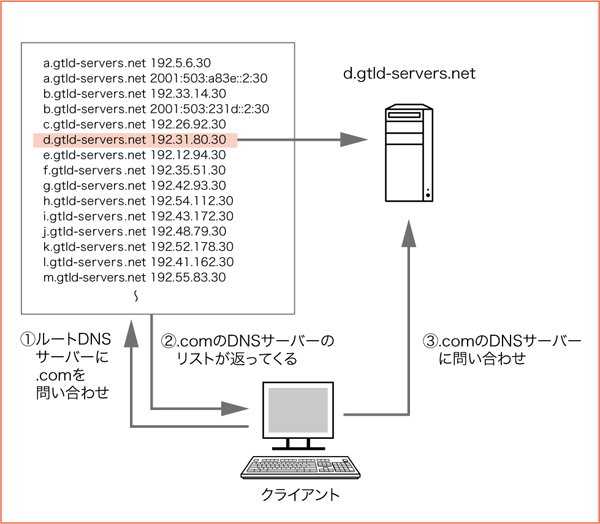 a.gtld-servers.net 192.5.6.30
a.gtld-servers.net 2001:503:a83e::2:30
b.gtld-servers.net 192.33.14.30
b.gtld-servers.net 2001:503:231d::2:30
c.gtld-servers.net 192.26.92.30
d.gtld-servers.net 192.31.80.30
e.gtld-servers.net 192.12.94.30
f.gtld-servers.net 192.35.51.30
g.gtld-servers.net 192.42.93.30
h.gtld-servers.net 192.54.112.30
i.gtld-servers.net 192.43.172.30
j.gtld-servers.net 192.48.79.30
k.gtld-servers.net 192.52.178.30
l.gtld-servers.net 192.41.162.30
m.gtld-servers.net 192.55.83.30
〜
d.gtld-servers.net
①ルートDNS
サーバーに
.comを
問い合わせ
②.comのDNSサーバーの
リストが返ってくる
③.comのDNSサーバー
に問い合わせ
クライアント